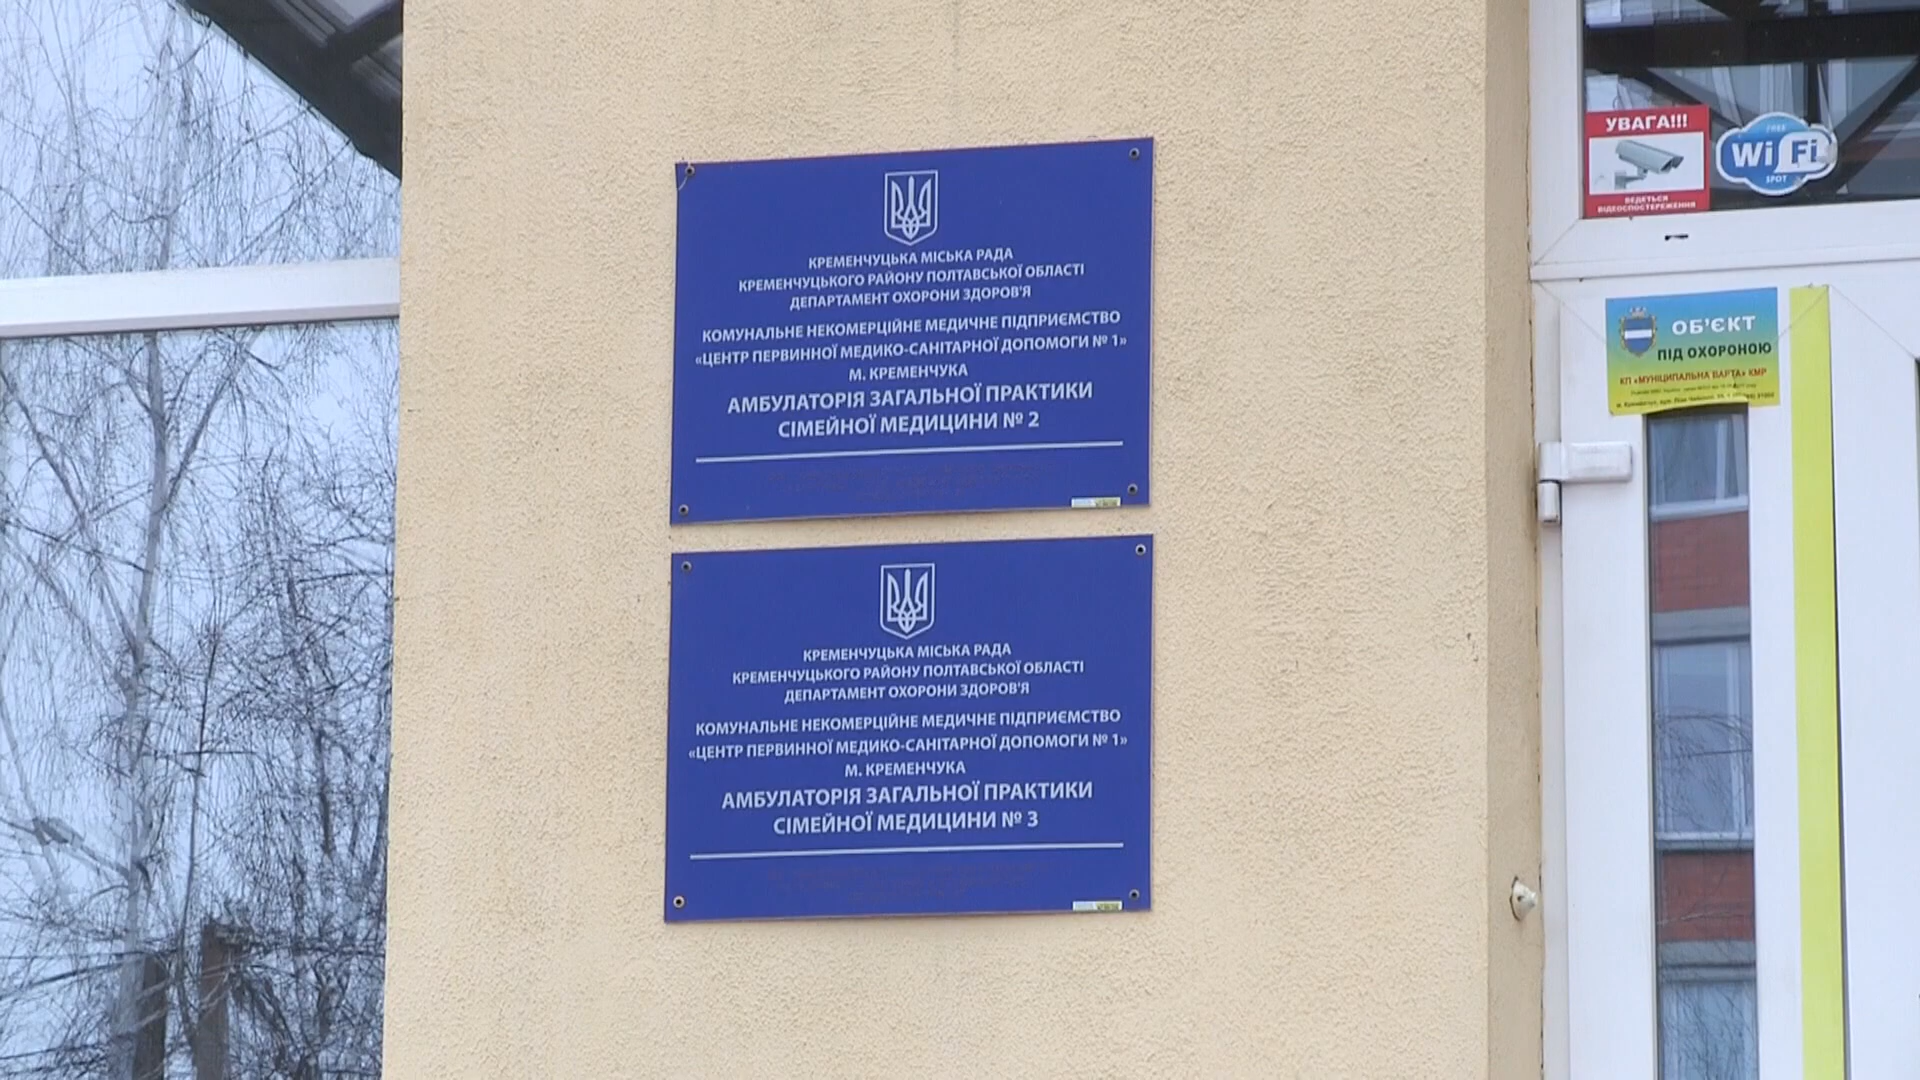 КРЕМЕНЧУЦЬКА МІСЬКА РАДА
КРЕМЕНЧУЦЬКОГО РАЙОНУ ПОЛТАВСЬКОЇ ОБЛАСТІ
ДЕПАРТАМЕНТ ОХОРОНИ ЗДОРОВ'Я
КОМУНАЛЬНЕ НЕКОМЕРЦІЙНЕ МЕДИЧНЕ ПІДПРИЄМСТВО
«ЦЕНТР ПЕРВИННОЇ МЕДИКО-САНІТАРНОЇ ДОПОМОГИ № 1»
М. КРЕМЕНЧУКА
АМБУЛАТОРІЯ ЗАГАЛЬНОЇ ПРАКТИКИ
СІМЕЙНОЇ МЕДИЦИНИ № 2
КРЕМЕНЧУЦЬКА МІСЬКА РАДА
КРЕМЕНЧУЦЬКОГО РАЙОНУ ПОЛТАВСЬКОЇ ОБЛАСТІ
ДЕПАРТАМЕНТ ОХОРОНИ ЗДОРОВ'Я
КОМУНАЛЬНЕ НЕКОМЕРЦІЙНЕ МЕДИЧНЕ ПІДПРИЄМСТВО
«ЦЕНТР ПЕРВИННОЇ МЕДИКО-САНІТАРНОЇ ДОПОМОГИ № 1»
М. КРЕМЕНЧУКА
АМБУЛАТОРІЯ ЗАГАЛЬНОЇ ПРАКТИКИ
СІМЕЙНОЇ МЕДИЦИНИ № 3
УВАГА!!!
ВЕДЕТЬСЯ
ВІДЕОСПОСТЕРЕЖЕННЯ
FREE
Wi Fi
SPOT
ОБ'ЄКТ
ПІД ОХОРОНОЮ
КП «МУНІЦИПАЛЬНА ВАРТА» КМР